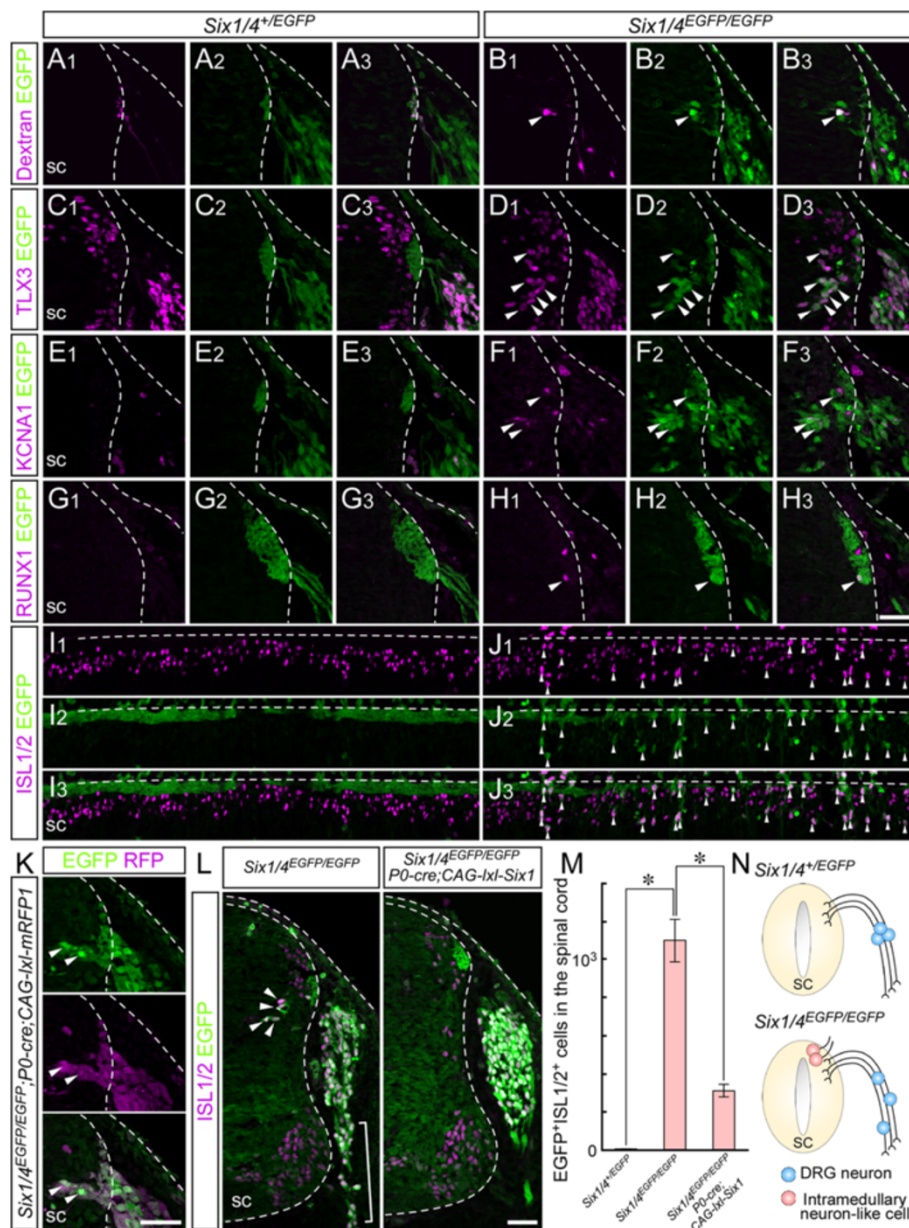 Six1/4+/EGFP Six1/4EGFP/EGFP
Dextran EGFP
A1 A2 A3 B1 B2 B3
SC
TLX3 EGFP
C1 C2 C3 D1 D2 D3
SC
KCNA1 EGFP
E1 E2 E3 F1 F2 F3
SC
RUNX1 EGFP
G1 G2 G3 H1 H2 H3
SC
ISL1/2 EGFP
I1 J1
I2 J2
I3 J3
SC
K EGFP RFP
Six1/4EGFP/EGFP;P0-cre;CAG-lxl-mRFP1
L Six1/4EGFP/EGFP
Six1/4EGFP/EGFP
P0-cre;CAG-lxl-Six1
ISL1/2 EGFP
SC
M
EGFP+ISL1/2+ cells in the spinal cord
* *
10³
0
Six1/4+/EGFP
Six1/4EGFP/EGFP
Six1/4EGFP/EGFP
P0-cre;
CAG-lxl-Six1
N
Six1/4+/EGFP
SC
Six1/4EGFP/EGFP
SC
DRG neuron
Intramedullary
neuron-like cell